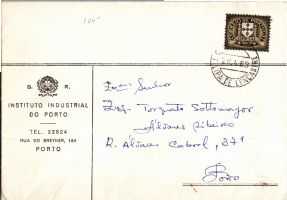 100-
S. R.
INSTITUTO INDUSTRIAL
DO PORTO
TEL. 22624
RUA DO BREYNER, 164
PORTO
Exmo Senhor
Engº Torquato Sottomayor
Álvares Ribeiro
R. Álvares Cabral, 371
Porto